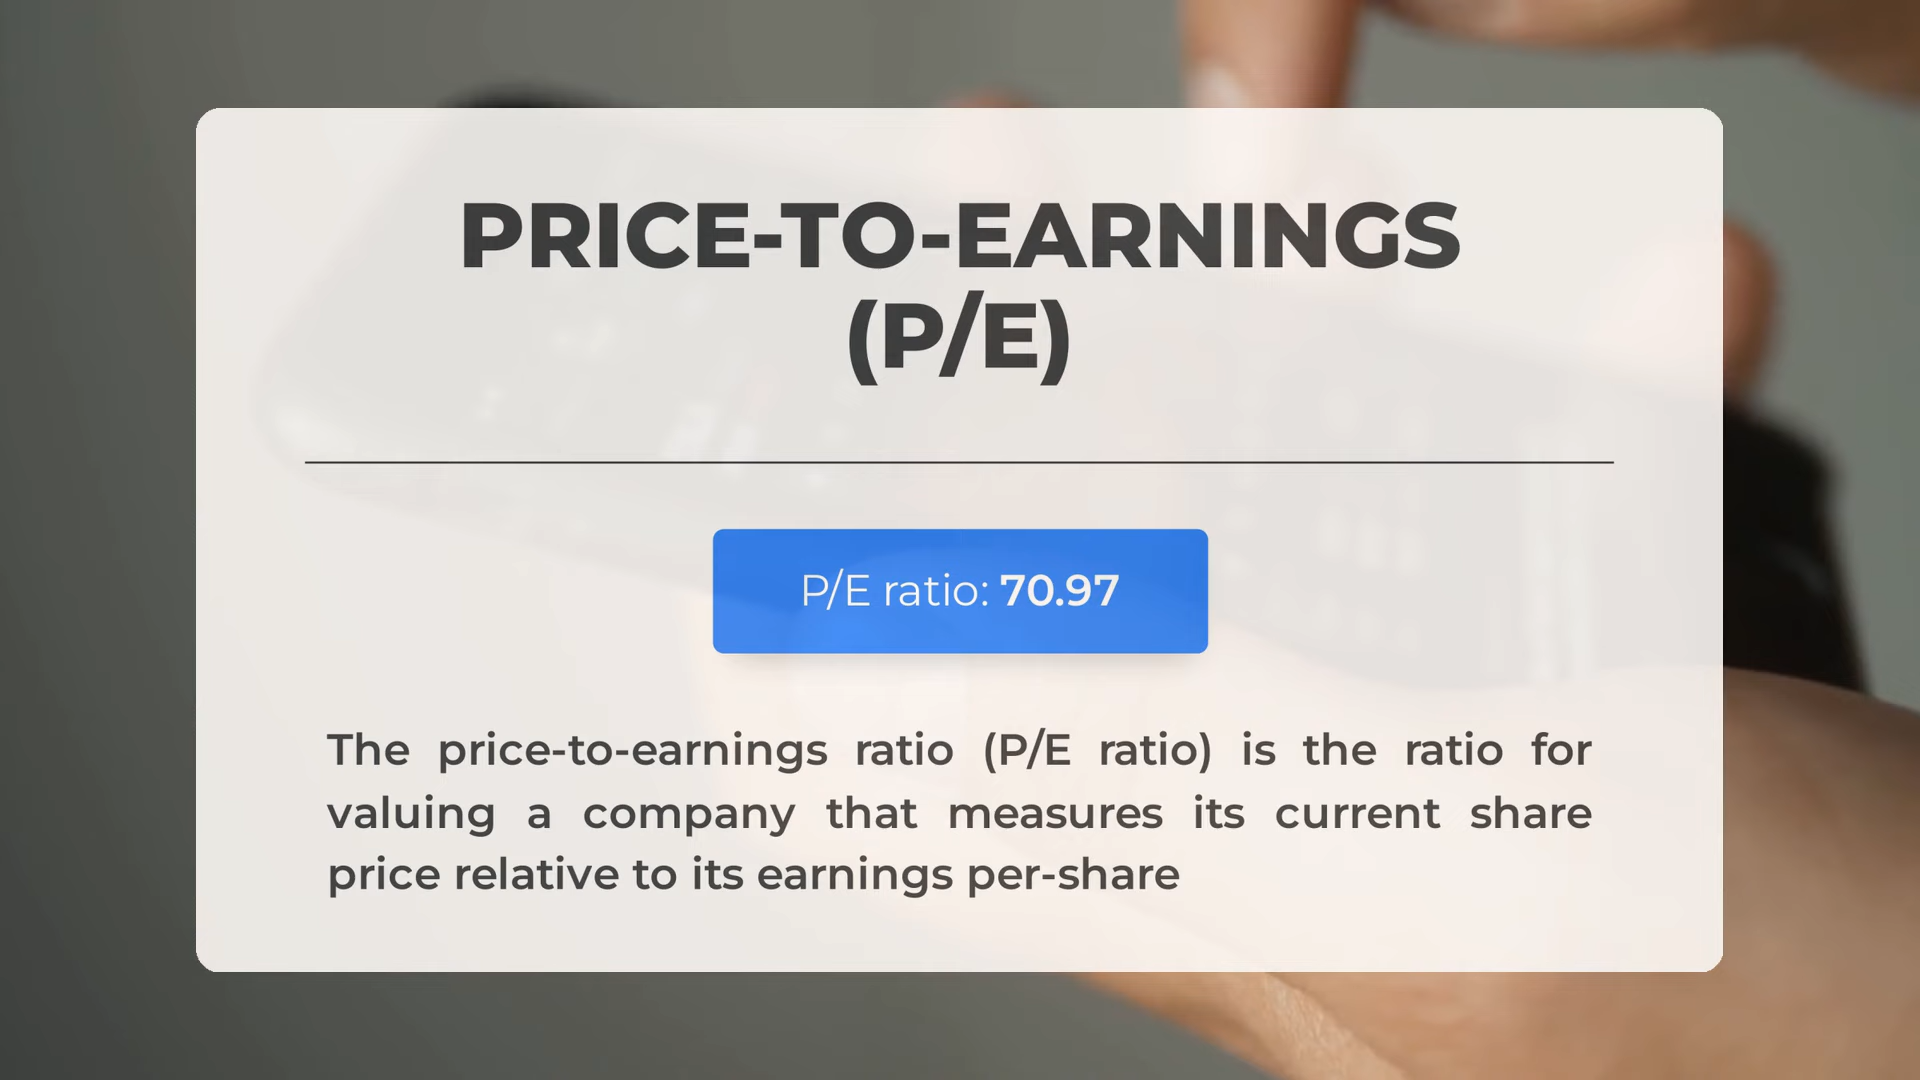 PRICE-TO-EARNINGS
(P/E)
P/E ratio: 70.97
The price-to-earnings ratio (P/E ratio) is the ratio for
valuing a company that measures its current share
price relative to its earnings per-share